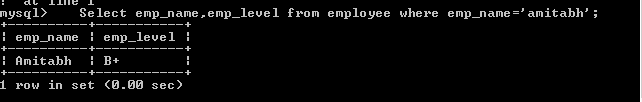 ' at line 1
mysql>    Select emp_name,emp_level from employee where emp_name='amitabh';
+----------+-----------+
| emp_name | emp_level |
+----------+-----------+
| Amitabh  | B+        |
+----------+-----------+
1 row in set (0.00 sec)